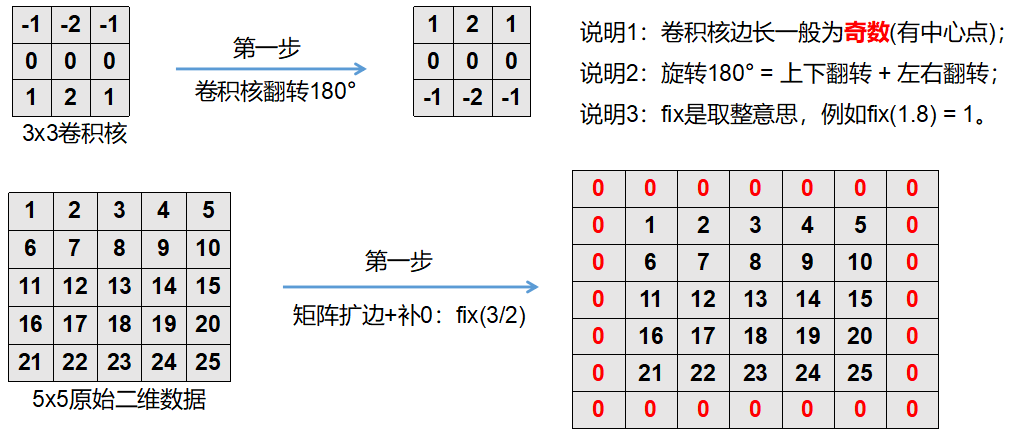 -1 -2 -1
0 0 0
1 2 1
3x3卷积核
第一步
卷积核翻转180°
1 2 1
0 0 0
-1 -2 -1
说明1：卷积核边长一般为奇数(有中心点)；
说明2：旋转180° = 上下翻转 + 左右翻转；
说明3：fix是取整意思，例如fix(1.8) = 1。
1 2 3 4 5
6 7 8 9 10
11 12 13 14 15
16 17 18 19 20
21 22 23 24 25
5x5原始二维数据
第一步
矩阵扩边+补0：fix(3/2)
0 0 0 0 0 0 0
0 1 2 3 4 5 0
0 6 7 8 9 10 0
0 11 12 13 14 15 0
0 16 17 18 19 20 0
0 21 22 23 24 25 0
0 0 0 0 0 0 0